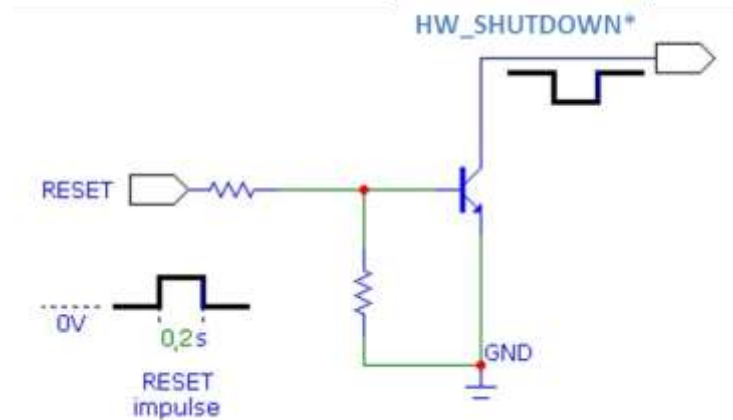 HW_SHUTDOWN*
RESET
0V
0,2s
GND
RESET
impulse